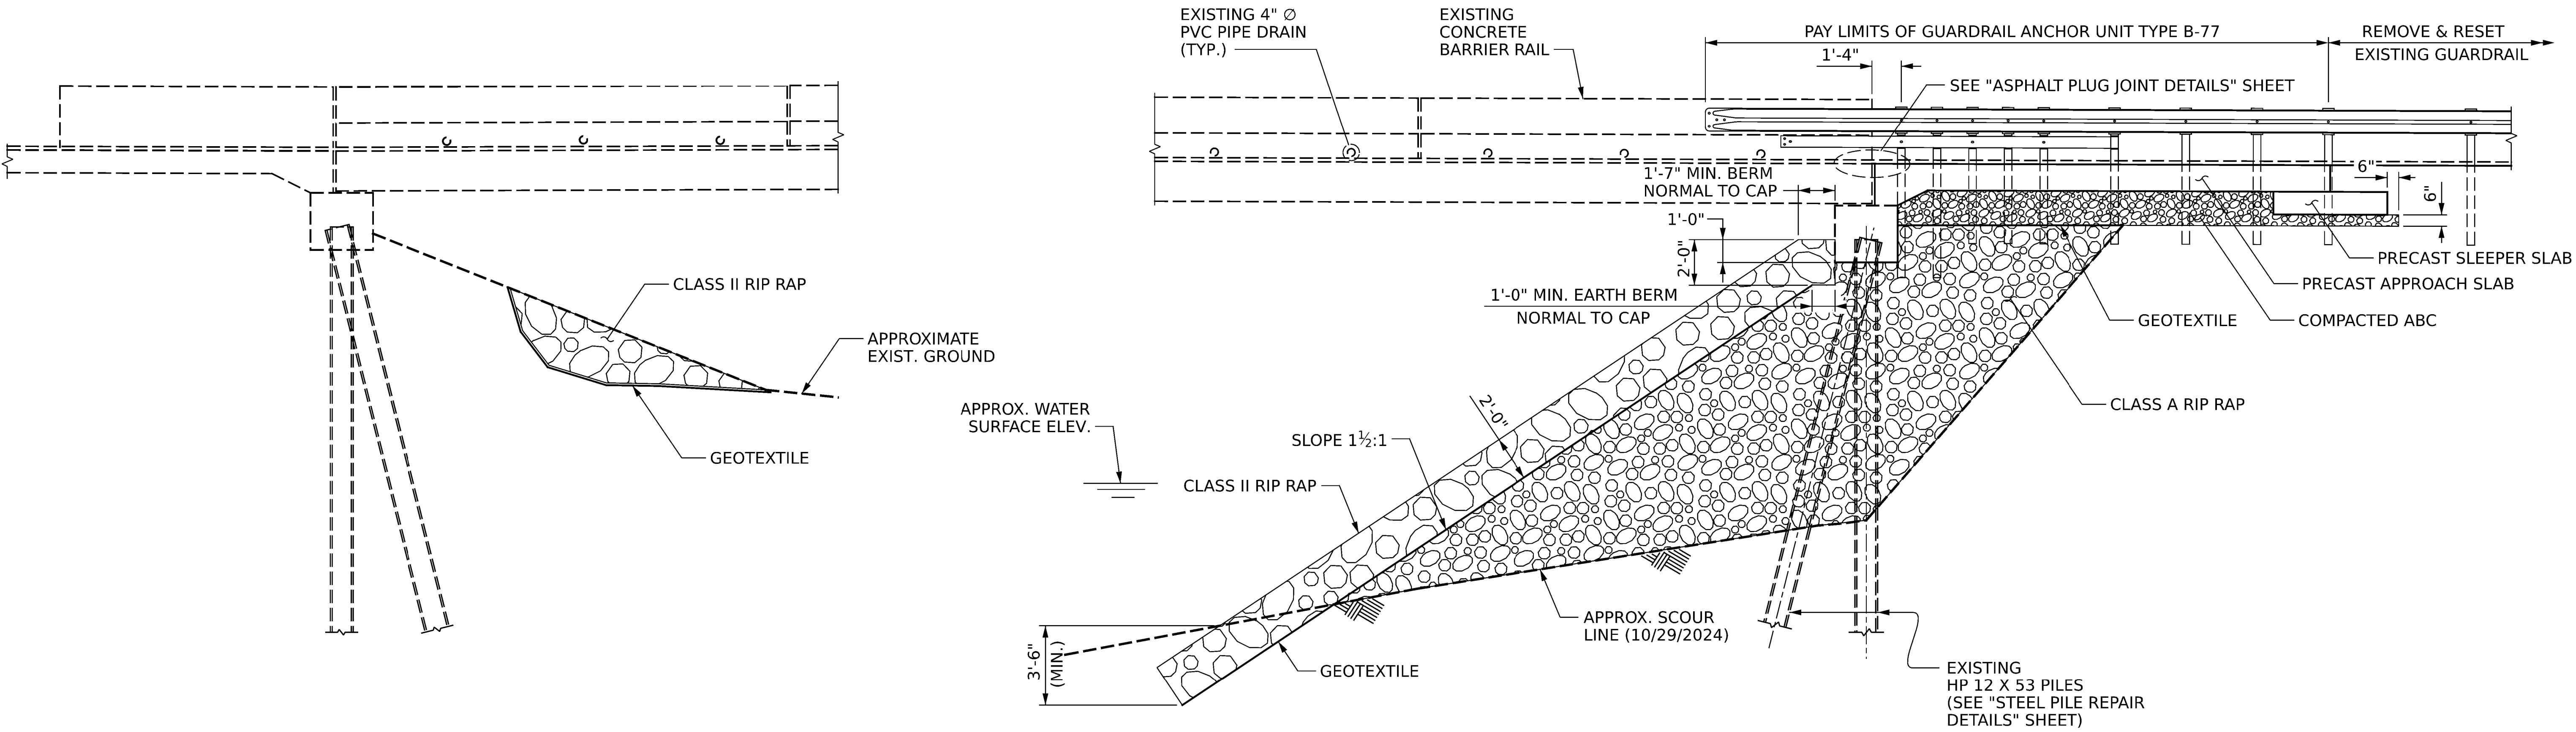 EXISTING 4" ∅
PVC PIPE DRAIN
(TYP.)
EXISTING
CONCRETE
BARRIER RAIL
PAY LIMITS OF GUARDRAIL ANCHOR UNIT TYPE B-77
REMOVE & RESET
EXISTING GUARDRAIL
1'-4"
SEE "ASPHALT PLUG JOINT DETAILS" SHEET
6"
6"
1'-7" MIN. BERM
NORMAL TO CAP
1'-0"
2'-0"
1'-0" MIN. EARTH BERM
NORMAL TO CAP
PRECAST SLEEPER SLAB
PRECAST APPROACH SLAB
GEOTEXTILE
COMPACTED ABC
CLASS II RIP RAP
APPROXIMATE
EXIST. GROUND
GEOTEXTILE
APPROX. WATER
SURFACE ELEV.
2'-0"
SLOPE 1½:1
CLASS II RIP RAP
CLASS A RIP RAP
3'-6"
(MIN.)
APPROX. SCOUR
LINE (10/29/2024)
GEOTEXTILE
EXISTING
HP 12 X 53 PILES
(SEE "STEEL PILE REPAIR
DETAILS" SHEET)